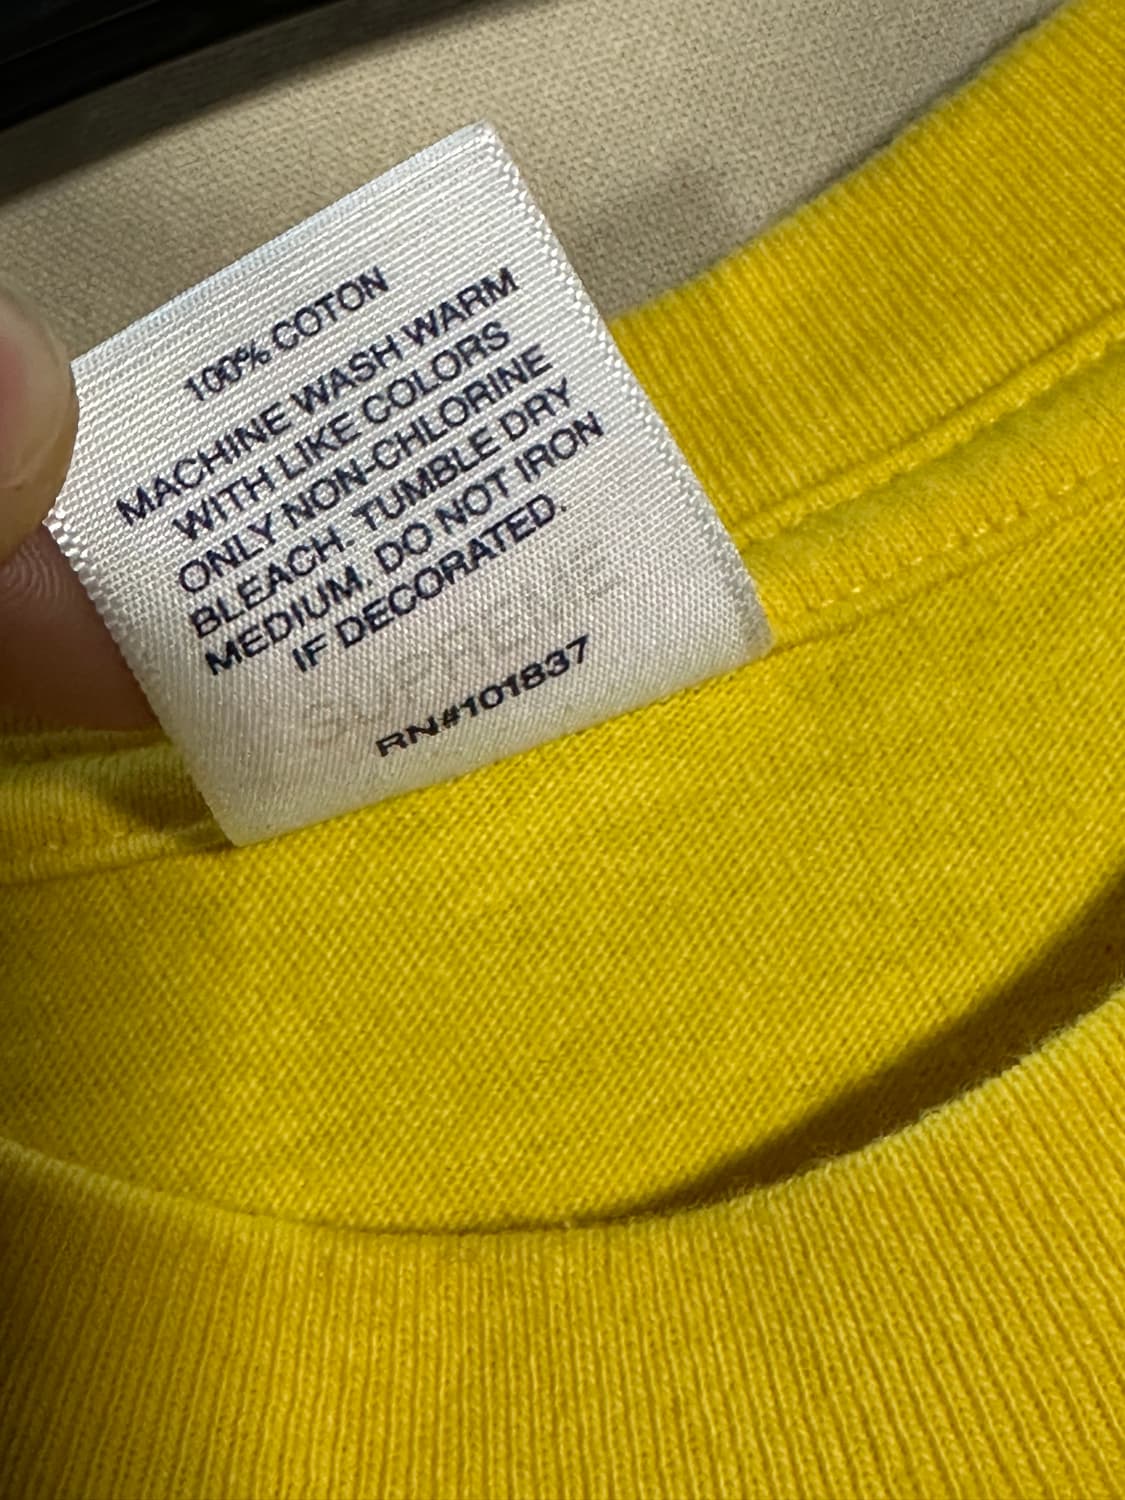 100% COTON
MACHINE WASH WARM
WITH LIKE COLORS
ONLY NON-CHLORINE
BLEACH. TUMBLE DRY
MEDIUM. DO NOT IRON
IF DECORATED.
RN#101837